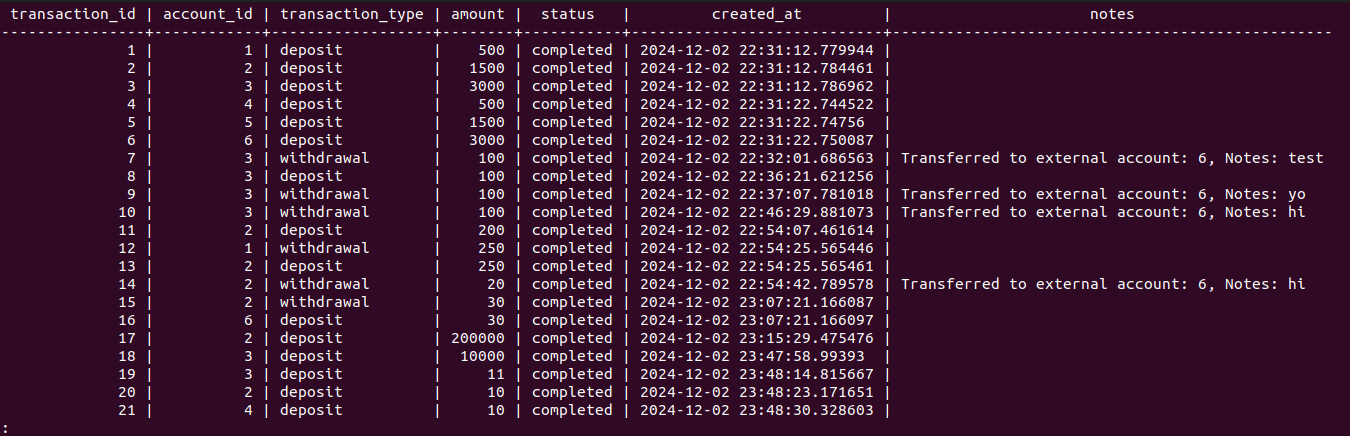 transaction_id | account_id | transaction_type | amount |  status   |         created_at         |                      notes
----------------+------------+------------------+--------+-----------+----------------------------+-------------------------------------------------
              1 |          1 | deposit          |    500 | completed | 2024-12-02 22:31:12.779944 |
              2 |          2 | deposit          |   1500 | completed | 2024-12-02 22:31:12.784461 |
              3 |          3 | deposit          |   3000 | completed | 2024-12-02 22:31:12.786962 |
              4 |          4 | deposit          |    500 | completed | 2024-12-02 22:31:22.744522 |
              5 |          5 | deposit          |   1500 | completed | 2024-12-02 22:31:22.74756  |
              6 |          6 | deposit          |   3000 | completed | 2024-12-02 22:31:22.750087 |
              7 |          3 | withdrawal       |    100 | completed | 2024-12-02 22:32:01.686563 | Transferred to external account: 6, Notes: test
              8 |          3 | deposit          |    100 | completed | 2024-12-02 22:36:21.621256 |
              9 |          3 | withdrawal       |    100 | completed | 2024-12-02 22:37:07.781018 | Transferred to external account: 6, Notes: yo
             10 |          3 | withdrawal       |    100 | completed | 2024-12-02 22:46:29.881073 | Transferred to external account: 6, Notes: hi
             11 |          2 | deposit          |    200 | completed | 2024-12-02 22:54:07.461614 |
             12 |          1 | withdrawal       |    250 | completed | 2024-12-02 22:54:25.565446 |
             13 |          2 | deposit          |    250 | completed | 2024-12-02 22:54:25.565461 |
             14 |          2 | withdrawal       |     20 | completed | 2024-12-02 22:54:42.789578 | Transferred to external account: 6, Notes: hi
             15 |          2 | withdrawal       |     30 | completed | 2024-12-02 23:07:21.166087 |
             16 |          6 | deposit          |     30 | completed | 2024-12-02 23:07:21.166097 |
             17 |          2 | deposit          | 200000 | completed | 2024-12-02 23:15:29.475476 |
             18 |          3 | deposit          |  10000 | completed | 2024-12-02 23:47:58.99393  |
             19 |          3 | deposit          |     11 | completed | 2024-12-02 23:48:14.815667 |
             20 |          2 | deposit          |     10 | completed | 2024-12-02 23:48:23.171651 |
             21 |          4 | deposit          |     10 | completed | 2024-12-02 23:48:30.328603 |
: